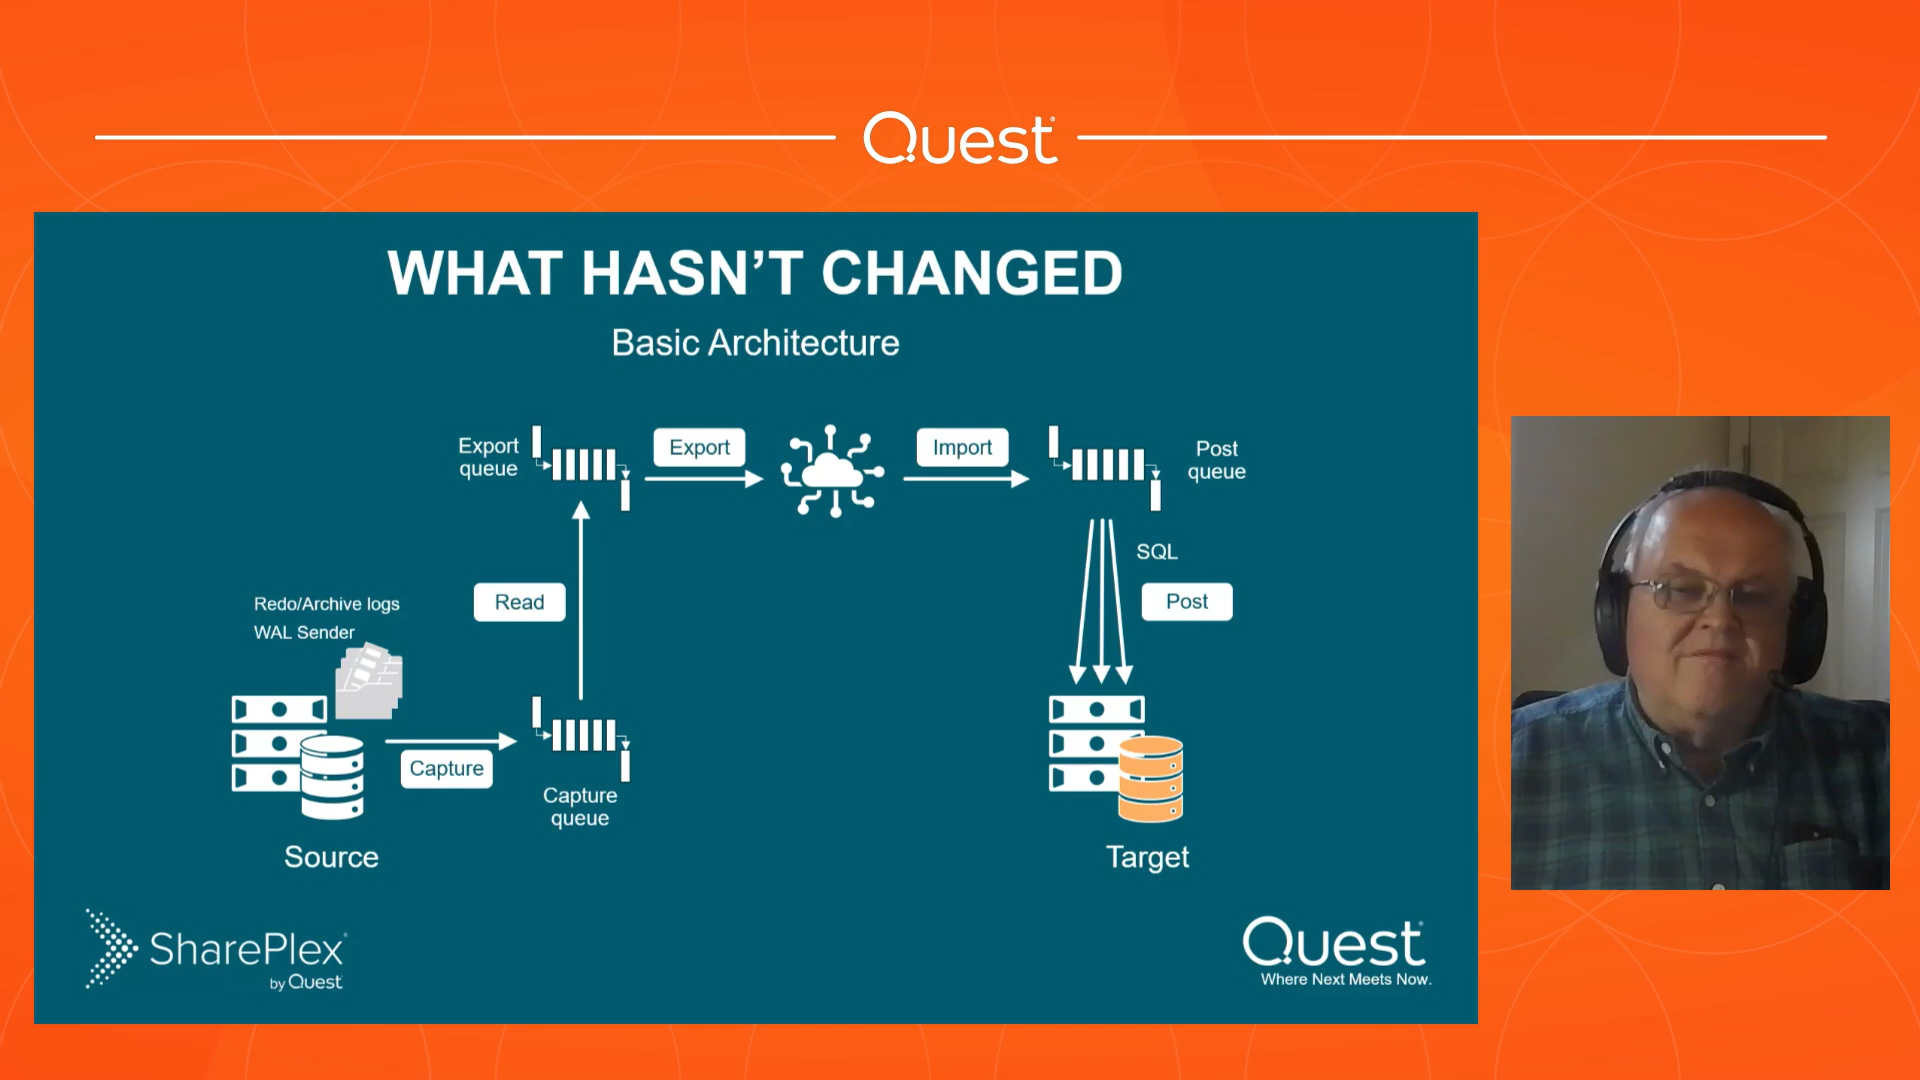 Quest
WHAT HASN'T CHANGED
Basic Architecture
Export
queue
Export
Import
Post
queue
SQL
Post
Read
Redo/Archive logs
WAL Sender
Capture
Capture
queue
Source
Target
SharePlex
by Quest
Quest
Where Next Meets Now.